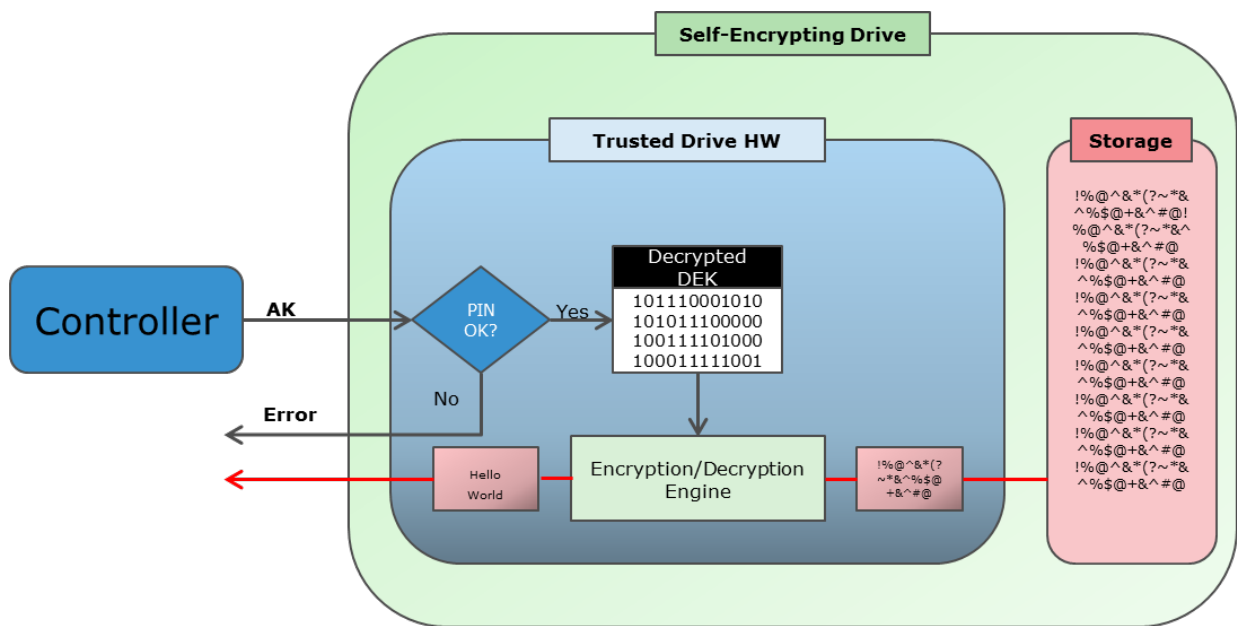 Self-Encrypting Drive
Trusted Drive HW
Storage
!%@^&*(?~*&
^%$@+&^#@!
%@^&*(?~*&^
%$@+&^#@
!%@^&*(?~*&
^%$@+&^#@
!%@^&*(?~*&
^%$@+&^#@
!%@^&*(?~*&
^%$@+&^#@
!%@^&*(?~*&
^%$@+&^#@
!%@^&*(?~*&
^%$@+&^#@
!%@^&*(?~*&
^%$@+&^#@
!%@^&*(?~*&
^%$@+&^#@
Controller
AK
PIN
OK?
Yes
No
Error
Decrypted
DEK
101110001010
101011100000
100111101000
100011111001
Hello
World
Encryption/Decryption
Engine
!%@^&*(?
~*&^%$@
+&^#@